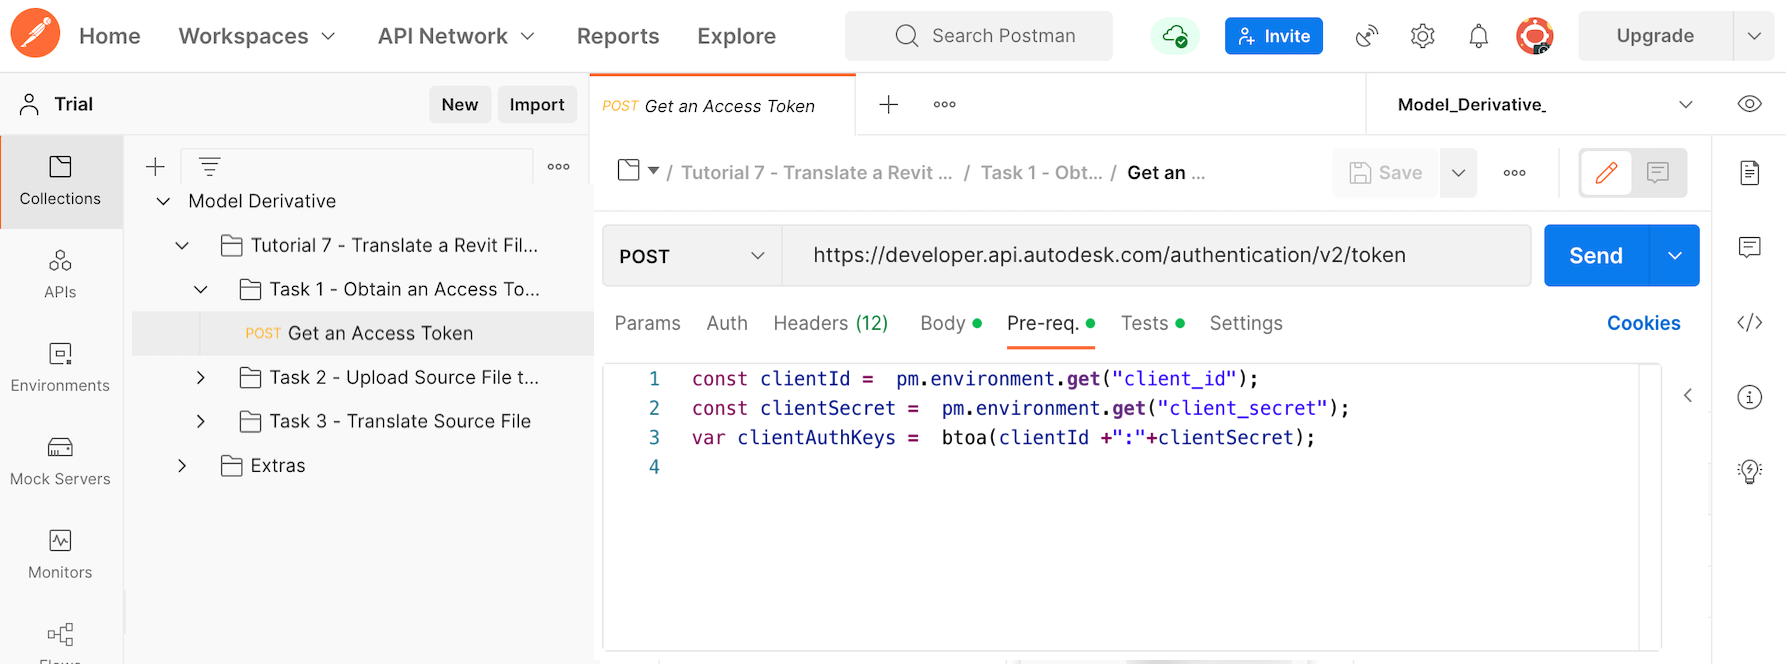 Home Workspaces API Network Reports Explore Search Postman Invite Upgrade
Trial New Import POST Get an Access Token Model_Derivative_
Collections
APIs
Environments
Mock Servers
Monitors
Model Derivative
Tutorial 7 - Translate a Revit Fil...
Task 1 - Obtain an Access To...
POST Get an Access Token
Task 2 - Upload Source File t...
Task 3 - Translate Source File
Extras
/ Tutorial 7 - Translate a Revit ... / Task 1 - Obt... / Get an ... Save
POST https://developer.api.autodesk.com/authentication/v2/token Send
Params Auth Headers (12) Body Pre-req. Tests Settings Cookies
1 const clientId = pm.environment.get("client_id");
2 const clientSecret = pm.environment.get("client_secret");
3 var clientAuthKeys = btoa(clientId +":"+clientSecret);
4